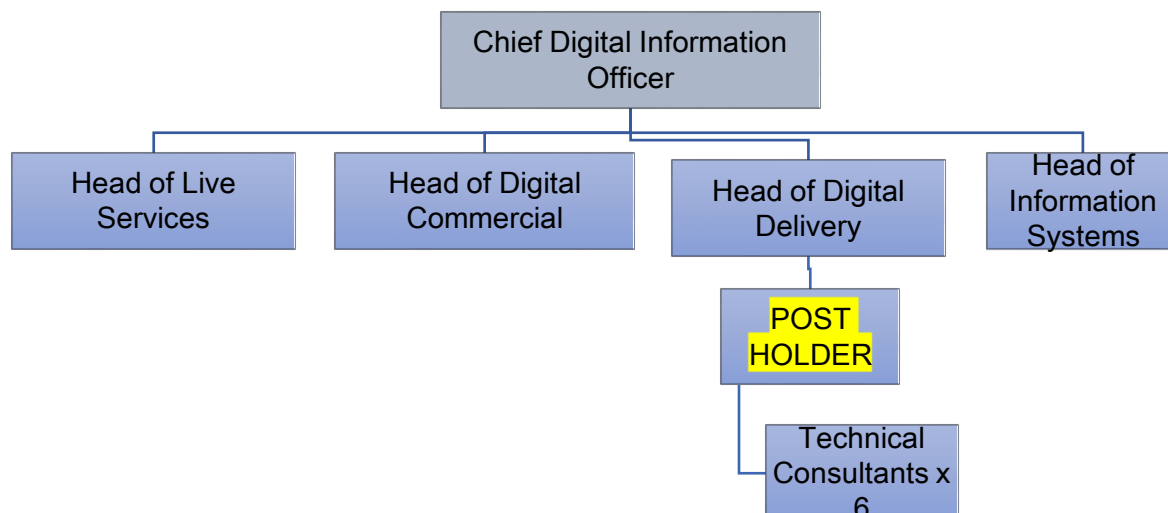 Chief Digital Information
Officer
Head of Live
Services
Head of Digital
Commercial
Head of Digital
Delivery
Head of
Information
Systems
POST
HOLDER
Technical
Consultants x
6